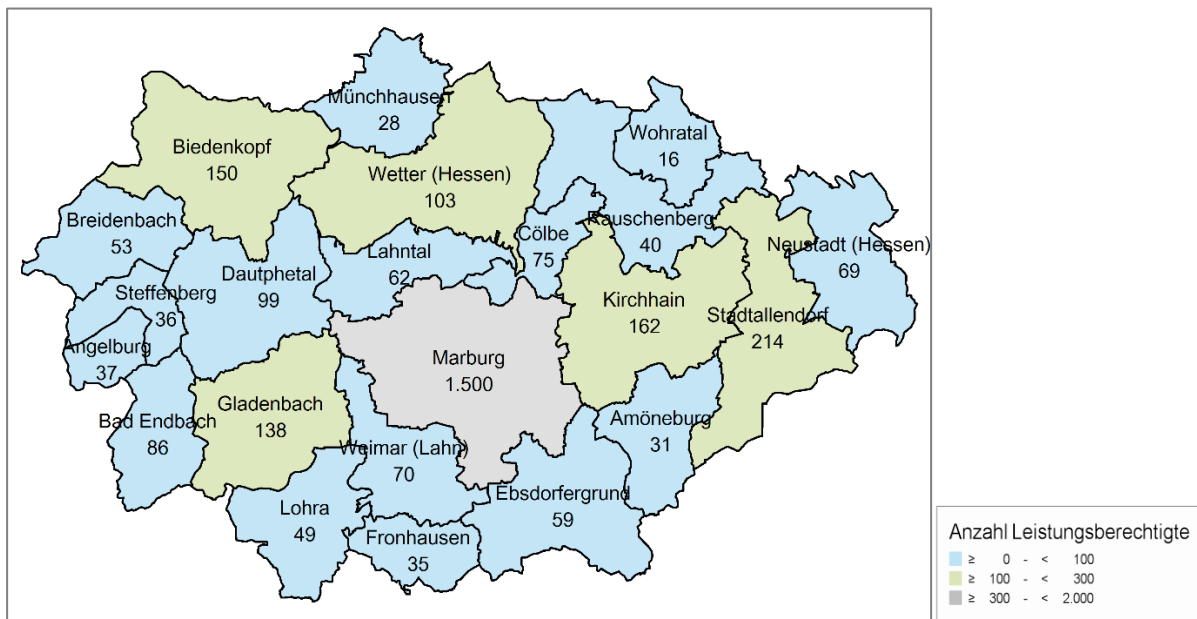 Münchhausen
28
Wohratal
16
Biedenkopf
150
Wetter (Hessen)
103
Breidenbach
53
Cölbe
75
Rauschenberg
40
Neustadt (Hessen)
69
Lahntal
62
Dautphetal
99
Steffenberg
36
Kirchhain
162
Stadtallendorf
214
Angelburg
37
Marburg
1.500
Gladenbach
138
Bad Endbach
86
Amöneburg
31
Weimar (Lahn)
70
Ebsdorfergrund
59
Lohra
49
Fronhausen
35
Anzahl Leistungsberechtigte
≥ 0 - < 100
≥ 100 - < 300
≥ 300 - < 2.000